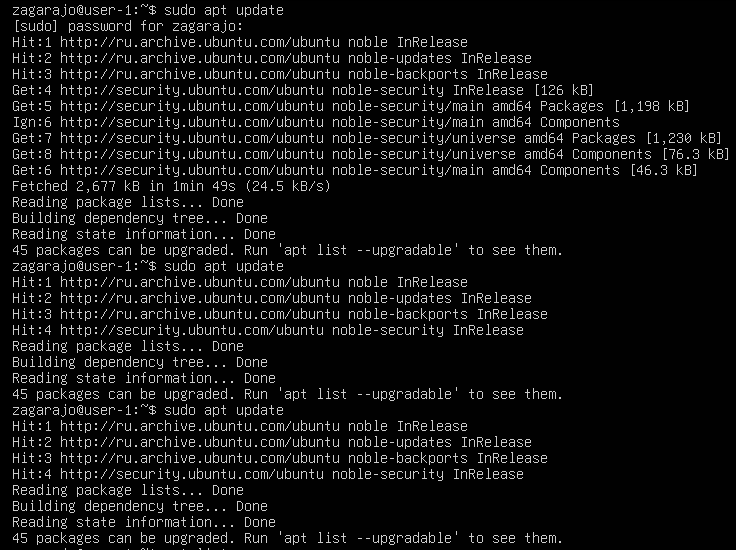 zagarajo@user-1:~$ sudo apt update
[sudo] password for zagarajo:
Hit:1 http://ru.archive.ubuntu.com/ubuntu noble InRelease
Hit:2 http://ru.archive.ubuntu.com/ubuntu noble-updates InRelease
Hit:3 http://ru.archive.ubuntu.com/ubuntu noble-backports InRelease
Get:4 http://security.ubuntu.com/ubuntu noble-security InRelease [126 kB]
Get:5 http://security.ubuntu.com/ubuntu noble-security/main amd64 Packages [1,198 kB]
Ign:6 http://security.ubuntu.com/ubuntu noble-security/main amd64 Components
Get:7 http://security.ubuntu.com/ubuntu noble-security/universe amd64 Packages [1,230 kB]
Get:8 http://security.ubuntu.com/ubuntu noble-security/universe amd64 Components [76.3 kB]
Get:6 http://security.ubuntu.com/ubuntu noble-security/main amd64 Components [46.3 kB]
Fetched 2,677 kB in 1min 49s (24.5 kB/s)
Reading package lists... Done
Building dependency tree... Done
Reading state information... Done
45 packages can be upgraded. Run 'apt list --upgradable' to see them.
zagarajo@user-1:~$ sudo apt update
Hit:1 http://ru.archive.ubuntu.com/ubuntu noble InRelease
Hit:2 http://ru.archive.ubuntu.com/ubuntu noble-updates InRelease
Hit:3 http://ru.archive.ubuntu.com/ubuntu noble-backports InRelease
Hit:4 http://security.ubuntu.com/ubuntu noble-security InRelease
Reading package lists... Done
Building dependency tree... Done
Reading state information... Done
45 packages can be upgraded. Run 'apt list --upgradable' to see them.
zagarajo@user-1:~$ sudo apt update
Hit:1 http://ru.archive.ubuntu.com/ubuntu noble InRelease
Hit:2 http://ru.archive.ubuntu.com/ubuntu noble-updates InRelease
Hit:3 http://ru.archive.ubuntu.com/ubuntu noble-backports InRelease
Hit:4 http://security.ubuntu.com/ubuntu noble-security InRelease
Reading package lists... Done
Building dependency tree... Done
Reading state information... Done
45 packages can be upgraded. Run 'apt list --upgradable' to see them.